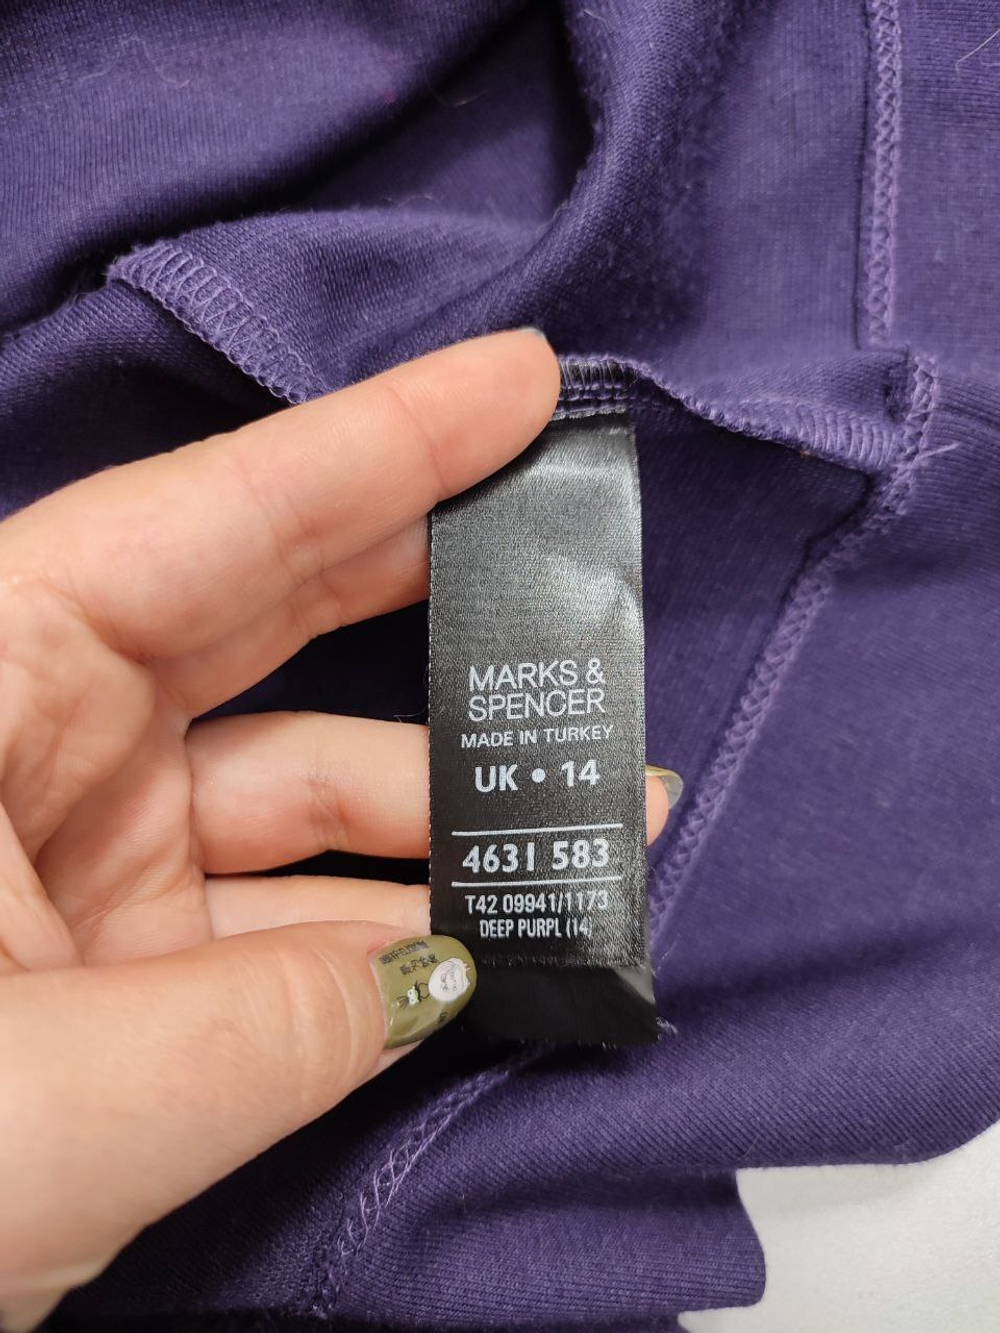 MARKS &
SPENCER
MADE IN TURKEY
UK • 14
4631 583
T42 09941/1173
DEEP PURPL (14)